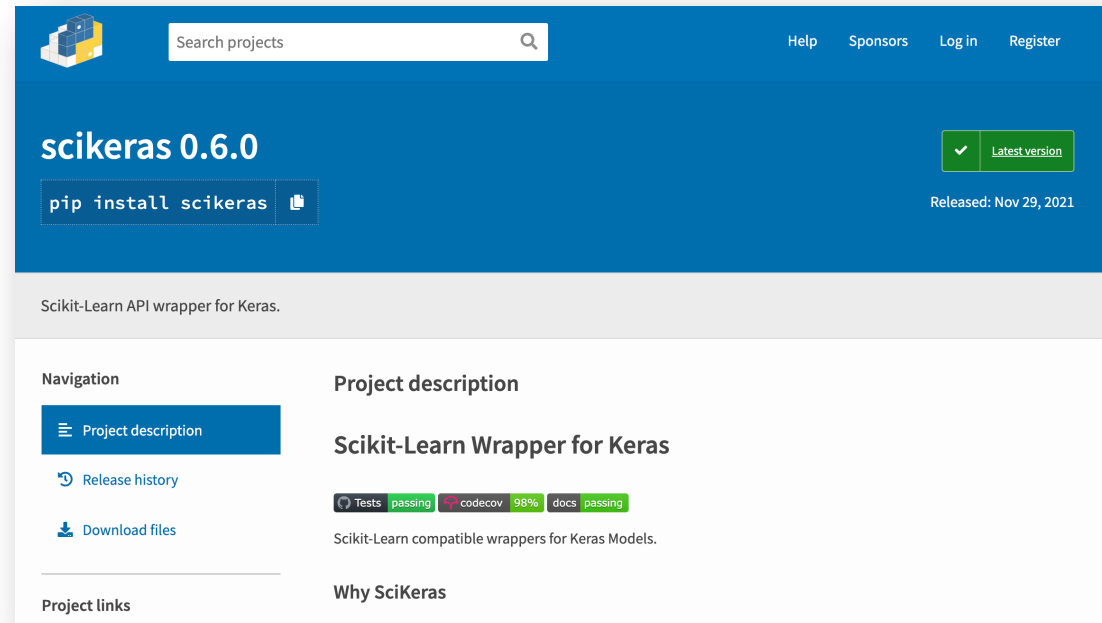 Search projects
Help Sponsors Log in Register
scikeras 0.6.0
Latest version
pip install scikeras
Released: Nov 29, 2021
Scikit-Learn API wrapper for Keras.
Navigation
Project description
Release history
Download files
Project links
Project description
Scikit-Learn Wrapper for Keras
Tests passing codecov 98% docs passing
Scikit-Learn compatible wrappers for Keras Models.
Why SciKeras